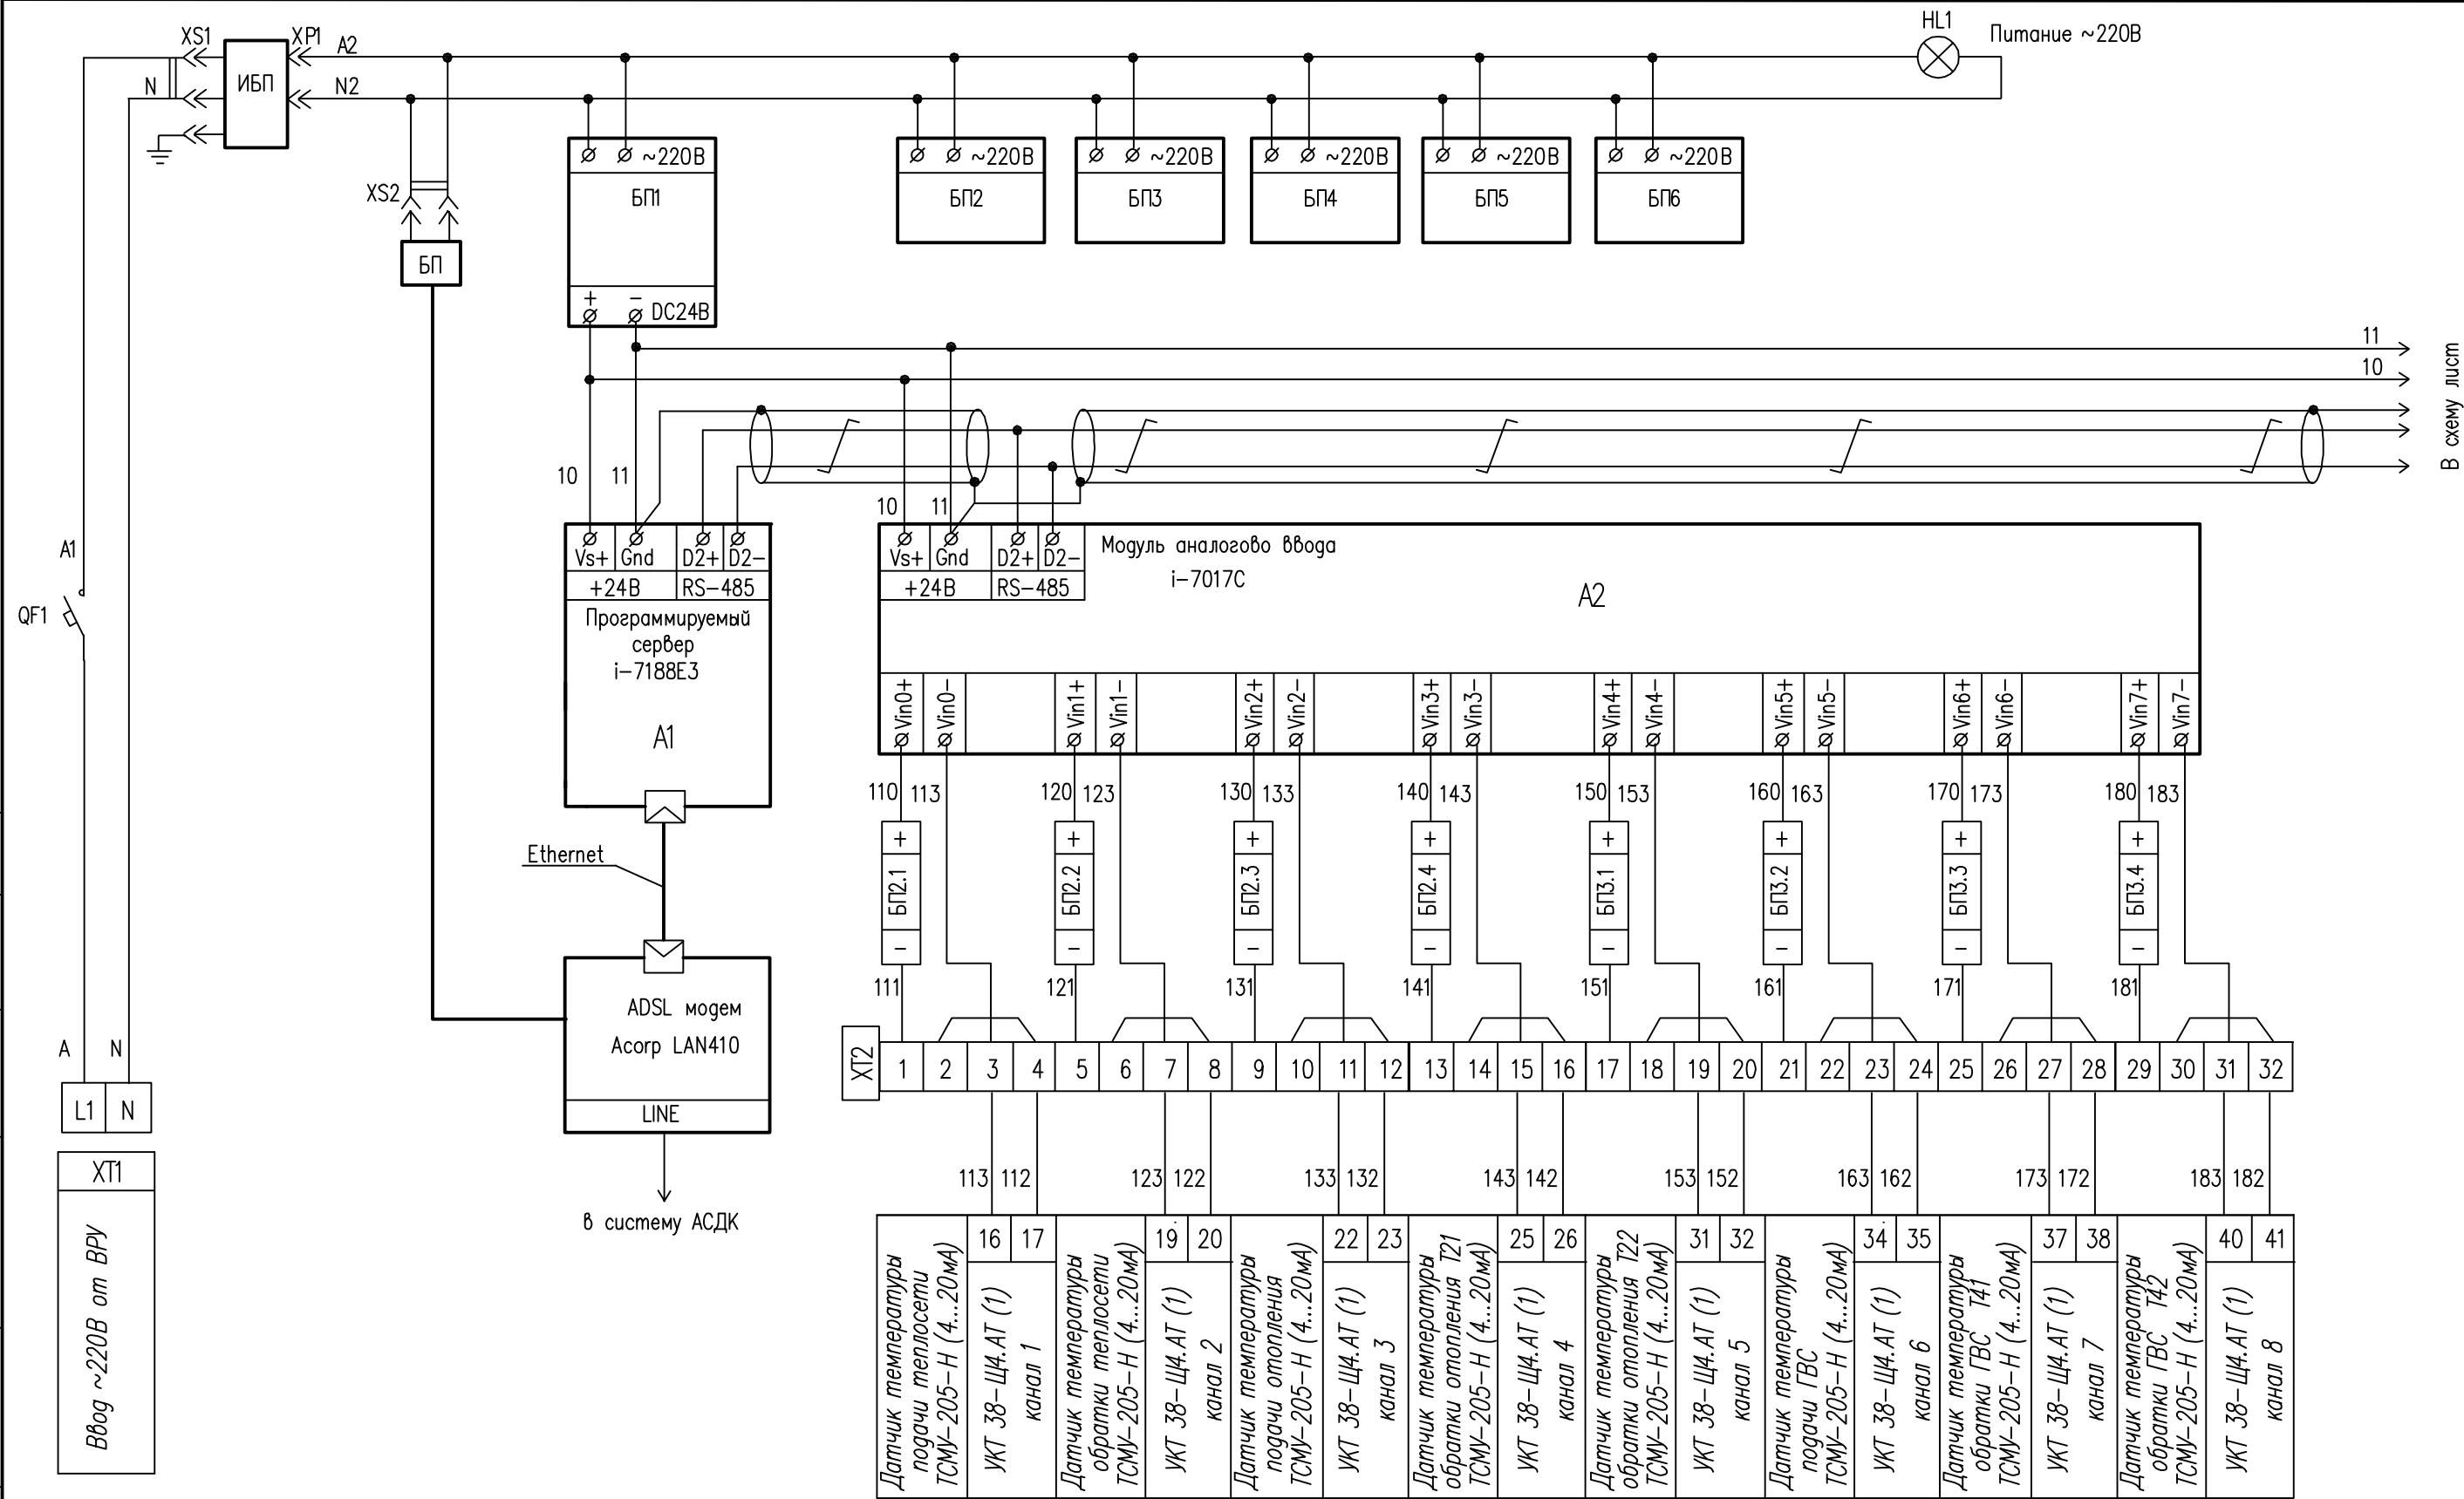 XS1
ИБП
XP1
A2
N
N2
HL1
Питание ~220В
XS2
БП
~220В
БП1
+
−
DC24В
~220В
БП2
~220В
БП3
~220В
БП4
~220В
БП5
~220В
БП6
11
10
В схему лист
A1
QF1
A
N
L1 N
XT1
Ввод ~220В от ВРУ
10
11
Vs+ Gnd D2+ D2-
+24В RS-485
Программируемый
сервер
i-7188E3
A1
Ethernet
ADSL модем
Acorp LAN410
LINE
в систему АСДК
10
11
Vs+ Gnd D2+ D2-
+24В RS-485
Модуль аналогово ввода
i-7017C
A2
Vin0+ Vin0- Vin1+ Vin1- Vin2+ Vin2- Vin3+ Vin3- Vin4+ Vin4- Vin5+ Vin5- Vin6+ Vin6- Vin7+ Vin7-
110 113 120 123 130 133 140 143 150 153 160 163 170 173 180 183
+ + + + + + + +
БП2.1 БП2.2 БП2.3 БП2.4 БП3.1 БП3.2 БП3.3 БП3.4
− − − − − − − −
111 121 131 141 151 161 171 181
XT2
1 2 3 4 5 6 7 8 9 10 11 12 13 14 15 16 17 18 19 20 21 22 23 24 25 26 27 28 29 30 31 32
113 112 123 122 133 132 143 142 153 152 163 162 173 172 183 182
16 17 19 20 22 23 25 26 31 32 34 35 37 38 40 41
Датчик температуры
подачи теплосети
ТСМУ-205-Н (4...20мА)
УКТ 38-Щ4.АТ (1)
канал 1
Датчик температуры
обратки теплосети
ТСМУ-205-Н (4...20мА)
УКТ 38-Щ4.АТ (1)
канал 2
Датчик температуры
подачи отопления
ТСМУ-205-Н (4...20мА)
УКТ 38-Щ4.АТ (1)
канал 3
Датчик температуры
обратки отопления Т21
ТСМУ-205-Н (4...20мА)
УКТ 38-Щ4.АТ (1)
канал 4
Датчик температуры
обратки отопления Т22
ТСМУ-205-Н (4...20мА)
УКТ 38-Щ4.АТ (1)
канал 5
Датчик температуры
подачи ГВС
ТСМУ-205-Н (4...20мА)
УКТ 38-Щ4.АТ (1)
канал 6
Датчик температуры
обратки ГВС Т41
ТСМУ-205-Н (4...20мА)
УКТ 38-Щ4.АТ (1)
канал 7
Датчик температуры
обратки ГВС Т42
ТСМУ-205-Н (4...20мА)
УКТ 38-Щ4.АТ (1)
канал 8